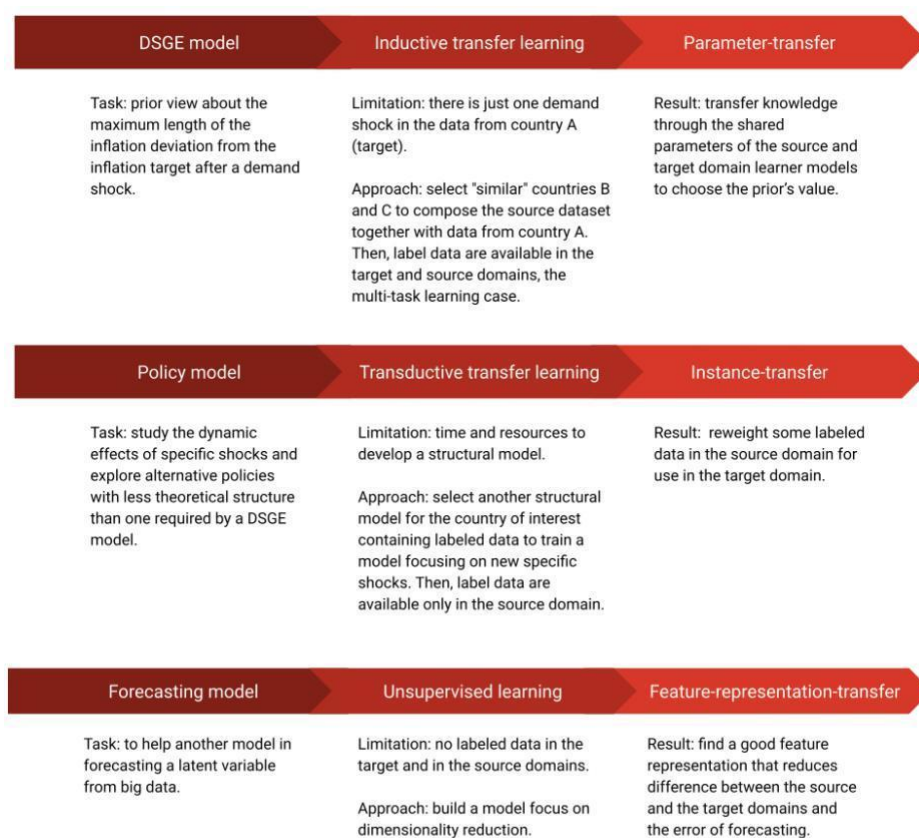 DSGE model
Inductive transfer learning
Parameter-transfer
Task: prior view about the
maximum length of the
inflation deviation from the
inflation target after a demand
shock.
Limitation: there is just one demand
shock in the data from country A
(target).
Approach: select "similar" countries B
and C to compose the source dataset
together with data from country A.
Then, label data are available in the
target and source domains, the
multi-task learning case.
Result: transfer knowledge
through the shared
parameters of the source and
target domain learner models
to choose the prior's value.
Policy model
Transductive transfer learning
Instance-transfer
Task: study the dynamic
effects of specific shocks and
explore alternative policies
with less theoretical structure
than one required by a DSGE
model.
Limitation: time and resources to
develop a structural model.
Approach: select another structural
model for the country of interest
containing labeled data to train a
model focusing on new specific
shocks. Then, label data are
available only in the source domain.
Result: reweight some labeled
data in the source domain for
use in the target domain.
Forecasting model
Unsupervised learning
Feature-representation-transfer
Task: to help another model in
forecasting a latent variable
from big data.
Limitation: no labeled data in the
target and in the source domains.
Approach: build a model focus on
dimensionality reduction.
Result: find a good feature
representation that reduces
difference between the source
and the target domains and
the error of forecasting.